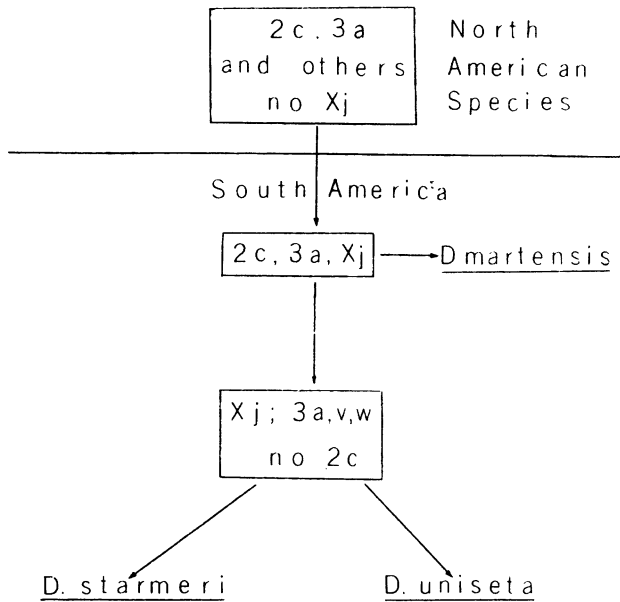 2c, 3a
and others
no Xj
North
American
Species
South America
2c, 3a, Xj
D martensis
Xj; 3a,v,w
no 2c
D. starmeri
D. uniseta